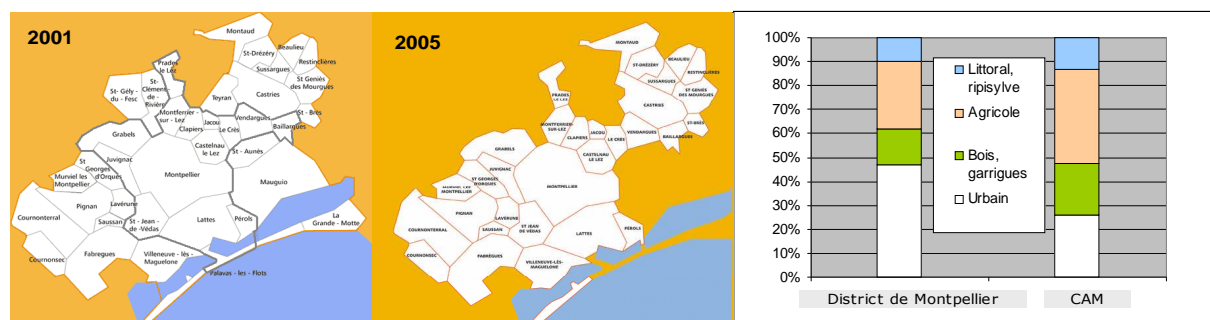 2001
Montaud
St-Drézéry
Beaulieu
Restinclières
Sussargues
St Geniés
des Mourgues
Prades
le Lez
St-
Clément-
de -
Rivière
St- Gély -
du - Fesc
Montferrier -
sur - Lez
Teyran
Castries
Vendargues
St - Brès
Baillargues
Grabels
Clapiers
Jacou
Le Crès
Castelnau
le Lez
St - Aunès
St
Georges
d'Orques
Juvignac
Murviel les
Montpellier
Montpellier
Mauguio
Pignan
Lavérune
Cournonterral
Saussan
St - Jean -
de -Védas
Lattes
Pérols
La
Grande - Motte
Cournonsec
Fabregues
Villeneuve - lès -
Maguelone
Palavas - les - Flots
2005
MONTAUD
ST-DRÉZÉRY
BEAULIEU
RESTINCLIÈRES
SUSSARGUES
ST GENIÉS
DES MOURGUES
PRADES
LE LEZ
CASTRIES
MONTFERRIER-
SUR-LEZ
JACOU
CLAPIERS
LE CRÈS
VENDARGUES
ST-BRÈS
BAILLARGUES
GRABELS
CASTELNAU
LE LEZ
JUVIGNAC
ST GEORGES
D'ORQUES
LES
MONTPELLIER
MONTPELLIER
PIGNAN
LAVERUNE
COURNONTERRAL
SAUSSAN
ST JEAN
DE VÉDAS
LATTES
PÉROLS
COURNONSEC
FABRÈGUES
VILLENEUVE-LÈS-
MAGUELONE
100%
90%
80%
70%
60%
50%
40%
30%
20%
10%
0%
Littoral,
ripisylve
Agricole
Bois,
garrigues
Urbain
District de Montpellier
CAM